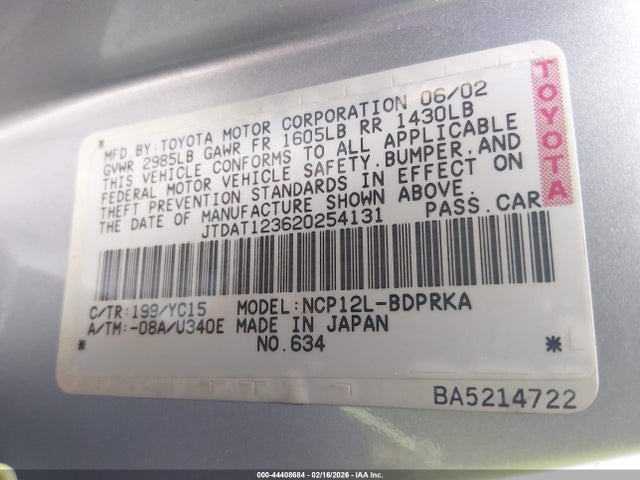 MFD.BY:TOYOTA MOTOR CORPORATION 06/02
GVWR 2985LB GAWR FR 1605LB RR 1430LB
THIS VEHICLE CONFORMS TO ALL APPLICABLE
FEDERAL MOTOR VEHICLE SAFETY.BUMPER.AND
THEFT PREVENTION STANDARDS IN EFFECT ON
THE DATE OF MANUFACTURE SHOWN ABOVE.
JTDAT123620254131 PASS.CAR
TOYOTA
C/TR:199/YC15 MODEL:NCP12L-BDPRKA
A/TM:-08A/U340E MADE IN JAPAN
* NO.634 *
BA5214722
000-44408684 - 02/16/2026 - IAA Inc.